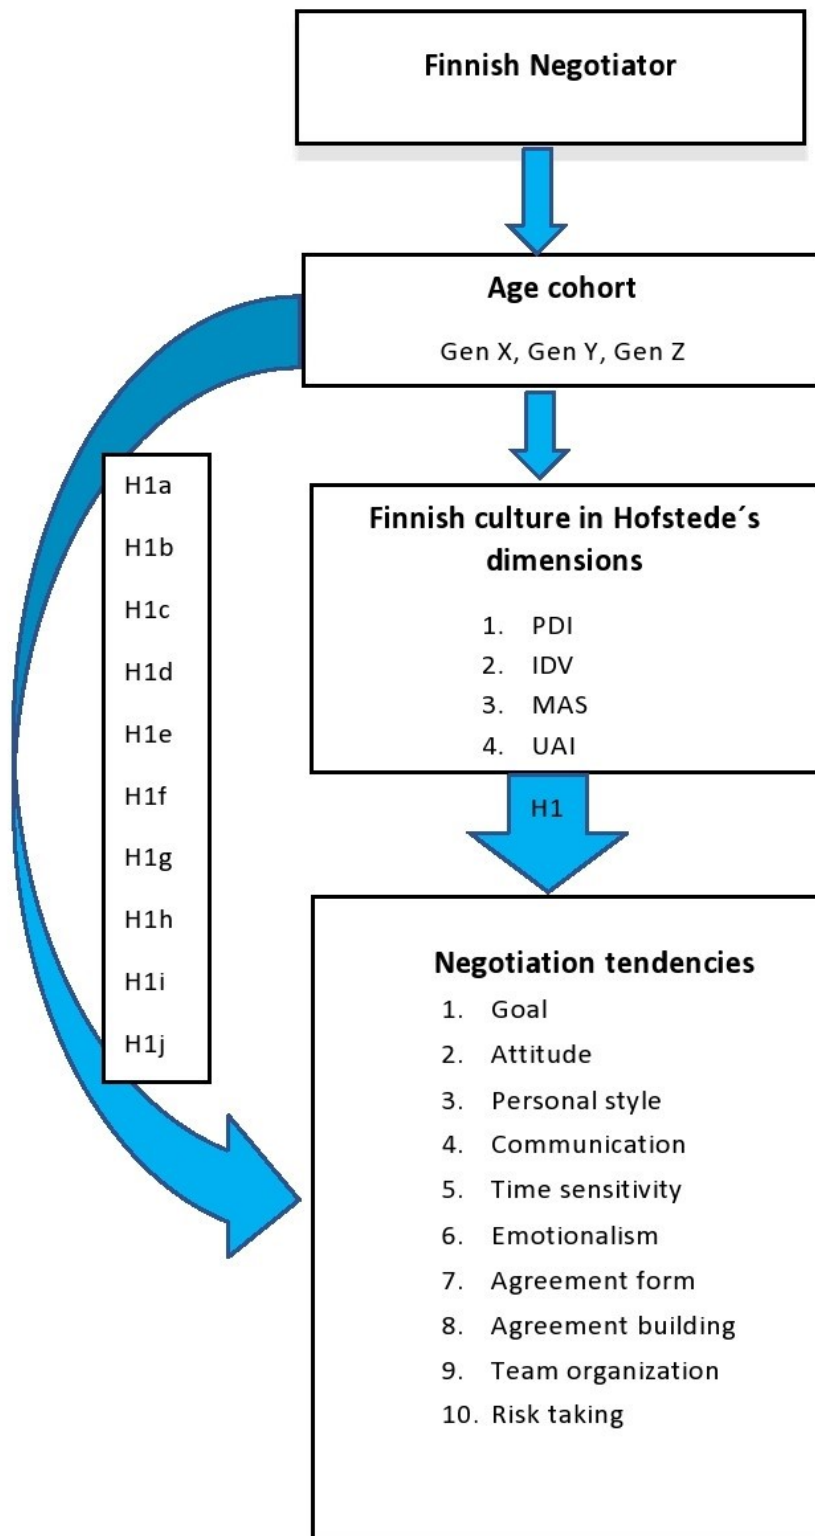 Finnish Negotiator
Age cohort
Gen X, Gen Y, Gen Z
H1a
H1b
H1c
H1d
H1e
H1f
H1g
H1h
H1i
H1j
Finnish culture in Hofstede´s
dimensions
1. PDI
2. IDV
3. MAS
4. UAI
H1
Negotiation tendencies
1. Goal
2. Attitude
3. Personal style
4. Communication
5. Time sensitivity
6. Emotionalism
7. Agreement form
8. Agreement building
9. Team organization
10. Risk taking